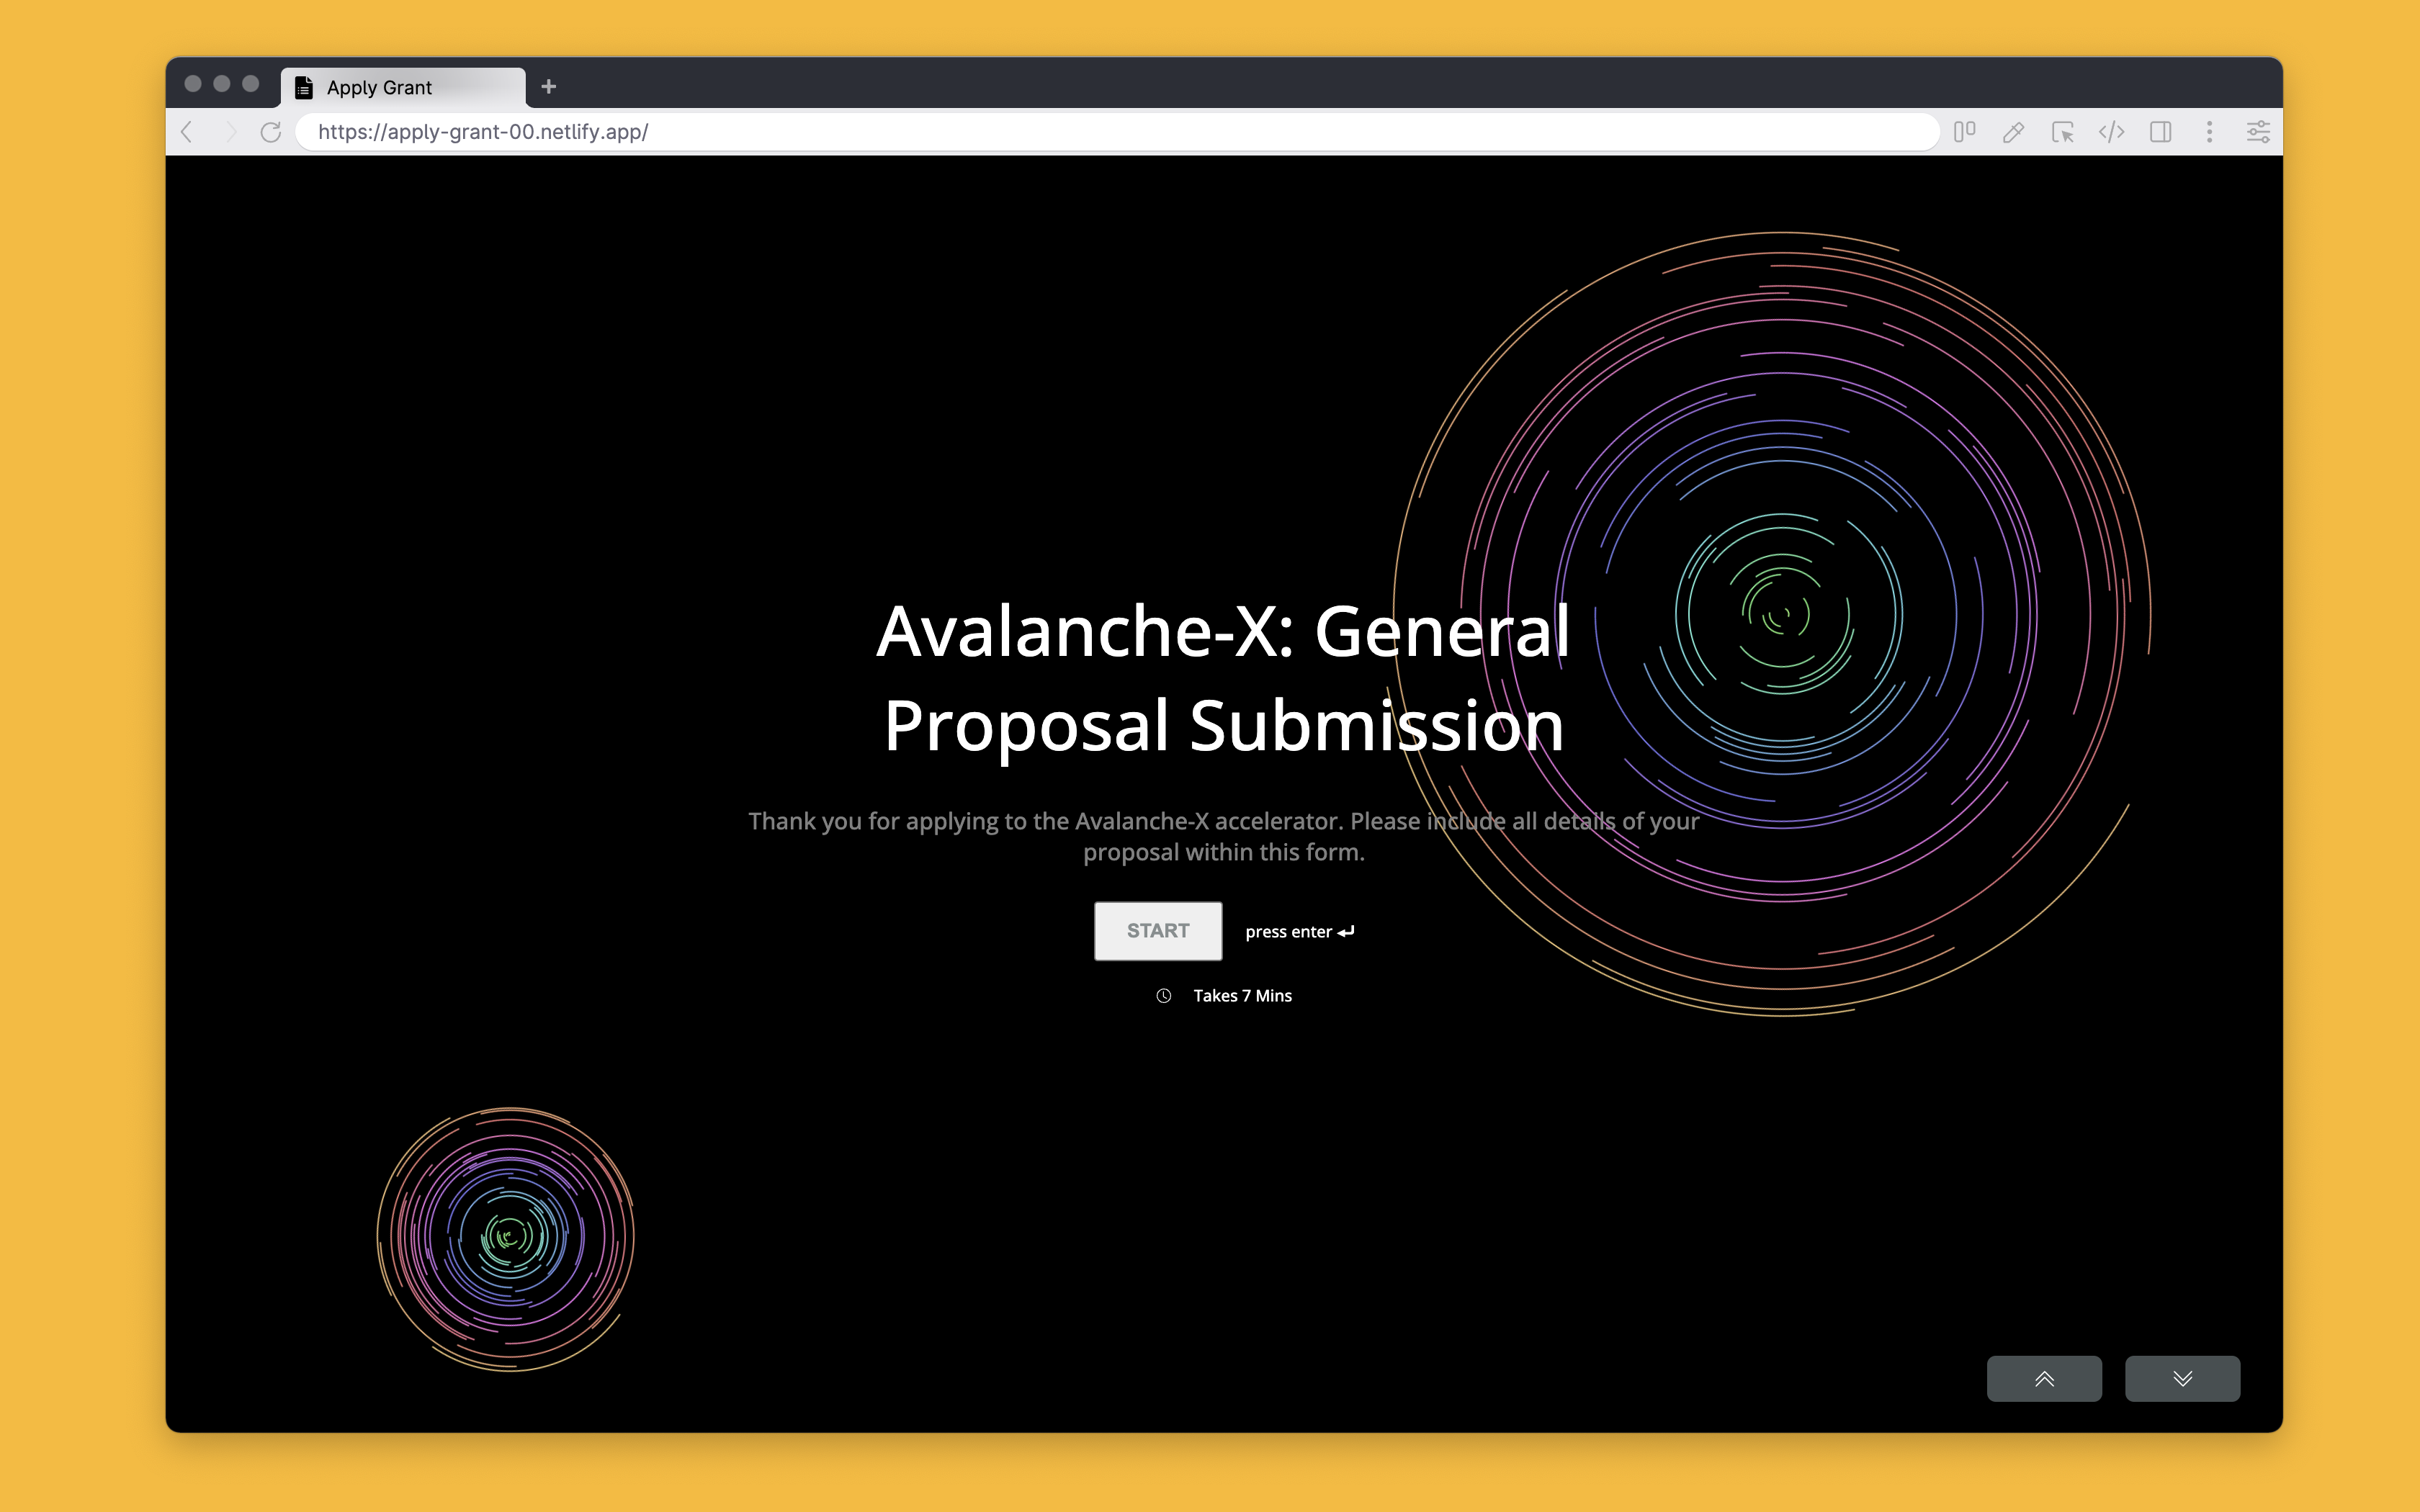 Apply Grant
https://apply-grant-00.netlify.app/
Avalanche-X: General
Proposal Submission
Thank you for applying to the Avalanche-X accelerator. Please include all details of your
proposal within this form.
START press enter
Takes 7 Mins